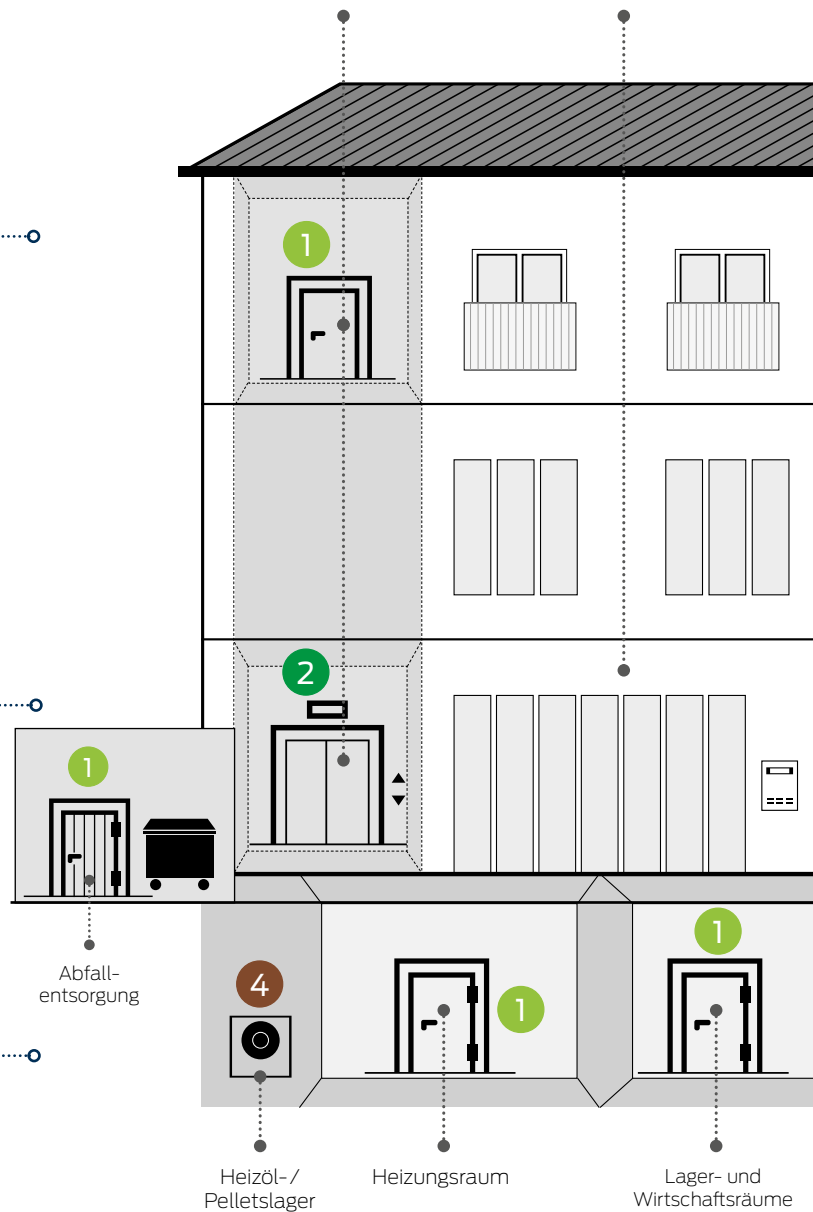 1
2
1
Abfall-
entsorgung
4
1
1
Heizöl-/
Pelletslager
Heizungsraum
Lager- und
Wirtschaftsräume